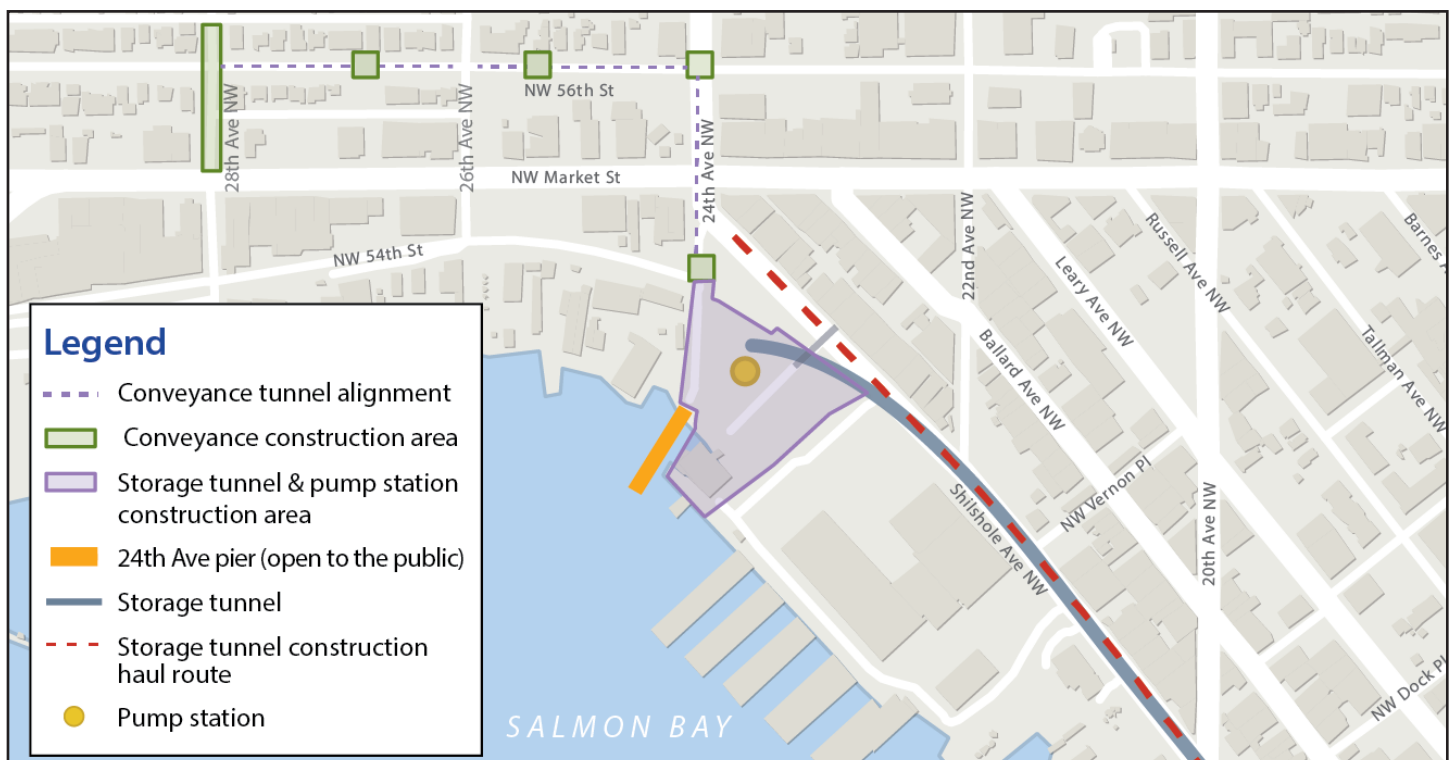 NW 56th St
28th Ave NW
26th Ave NW
24th Ave NW
NW Market St
22nd Ave NW
Russell Ave NW
Barnes
Leary Ave NW
NW 54th St
Tallman Ave NW
Ballard Ave NW
Legend
Conveyance tunnel alignment
Conveyance construction area
Storage tunnel & pump station
construction area
24th Ave pier (open to the public)
Storage tunnel
Storage tunnel construction
haul route
Pump station
Shilshole Ave NW
NW Vernon Pl
20th Ave NW
NW Dock Pl
SALMON BAY